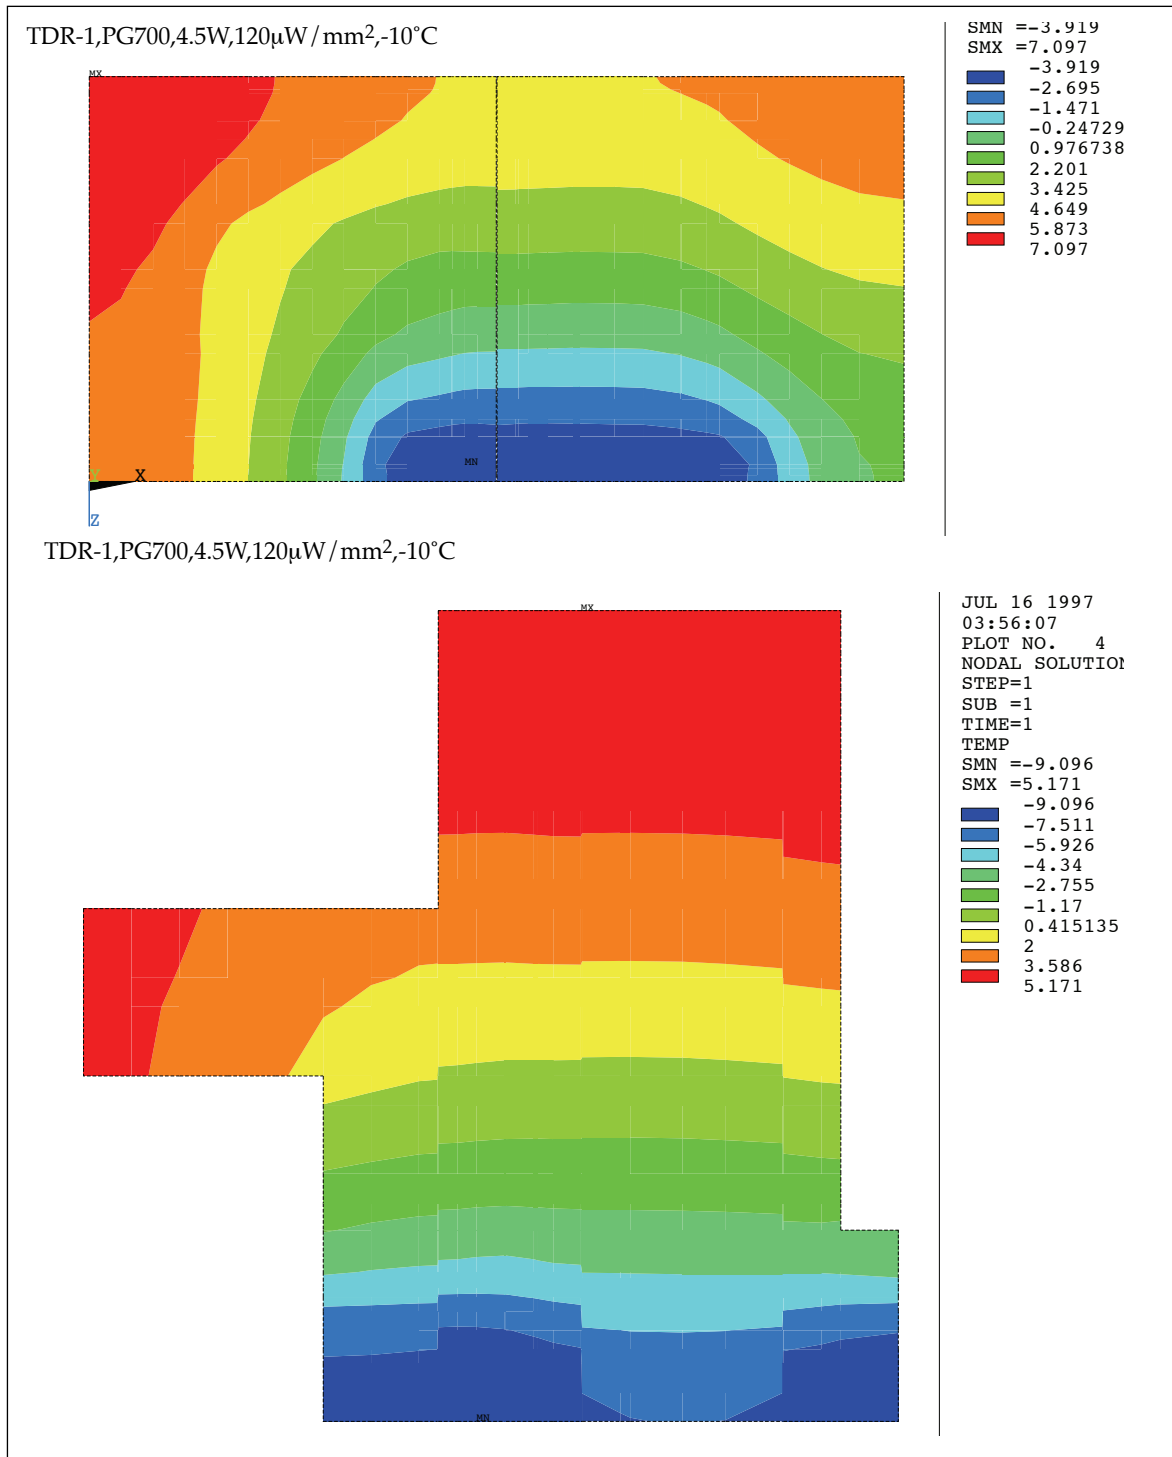 TDR-1,PG700,4.5W,120µW/mm²,-10°C
SMN =-3.919
SMX =7.097
-3.919
-2.695
-1.471
-0.24729
0.976738
2.201
3.425
4.649
5.873
7.097
MX
MN
Y
X
Z
TDR-1,PG700,4.5W,120µW/mm²,-10°C
JUL 16 1997
03:56:07
PLOT NO. 4
NODAL SOLUTION
STEP=1
SUB =1
TIME=1
TEMP
SMN =-9.096
SMX =5.171
-9.096
-7.511
-5.926
-4.34
-2.755
-1.17
0.415135
2
3.586
5.171
MX
MN